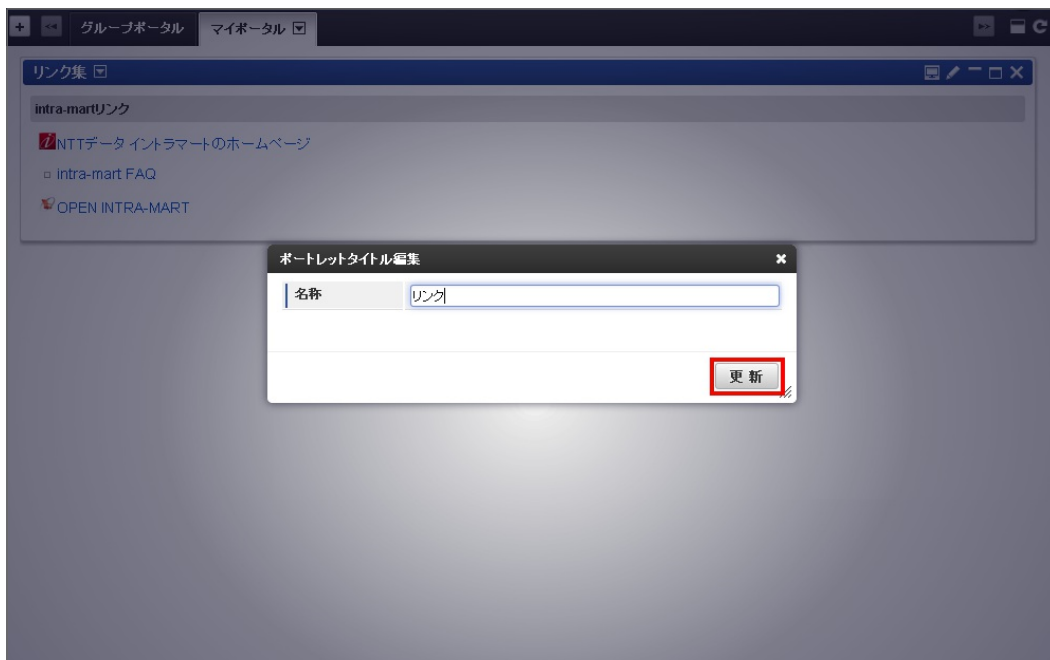 グループポータル マイポータル
リンク集
intra-martリンク
NTTデータ イントラマートのホームページ
intra-mart FAQ
OPEN INTRA-MART
ポートレットタイトル編集
名称 リンク
更新